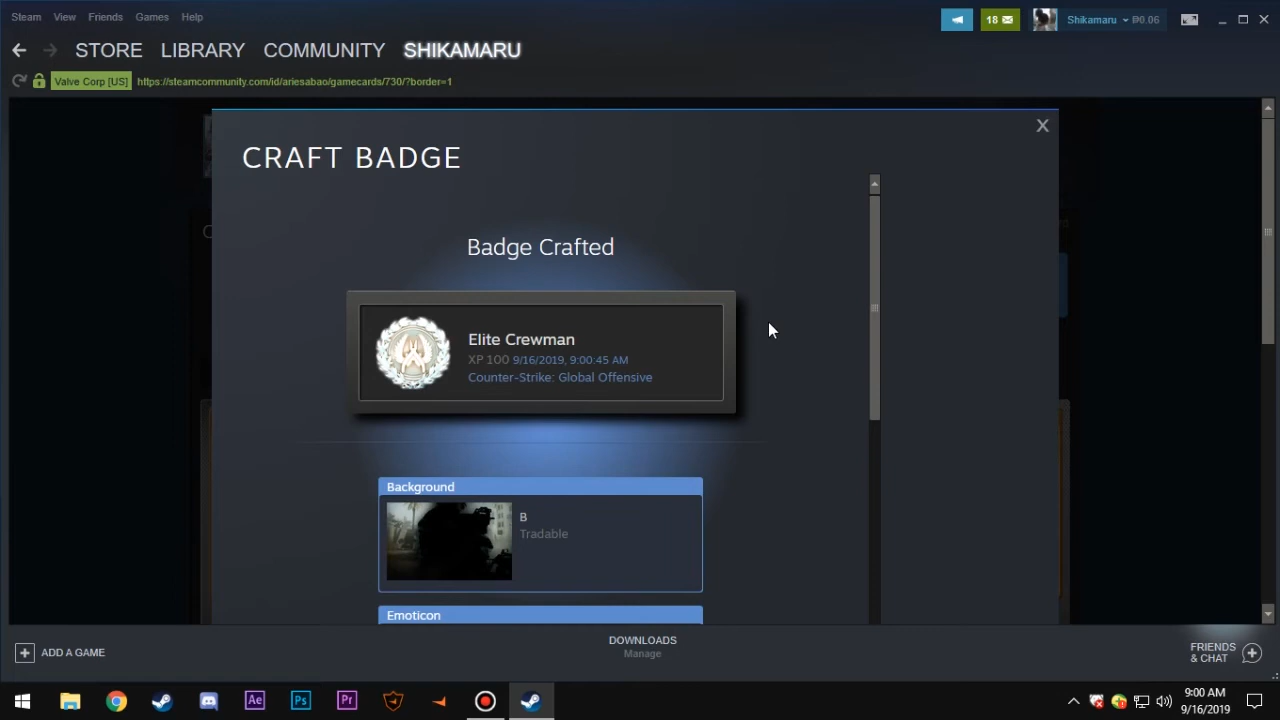 Steam View Friends Games Help
18
Shikamaru ₱0.06
STORE LIBRARY COMMUNITY SHIKAMARU
Valve Corp [US] https://steamcommunity.com/id/ariesabao/gamecards/730/?border=1
X
CRAFT BADGE
Badge Crafted
Elite Crewman
XP 100 9/16/2019, 9:00:45 AM
Counter-Strike: Global Offensive
Background
B
Tradable
Emoticon
ADD A GAME
DOWNLOADS
Manage
FRIENDS
& CHAT
Ae Ps Pr
9:00 AM
9/16/2019